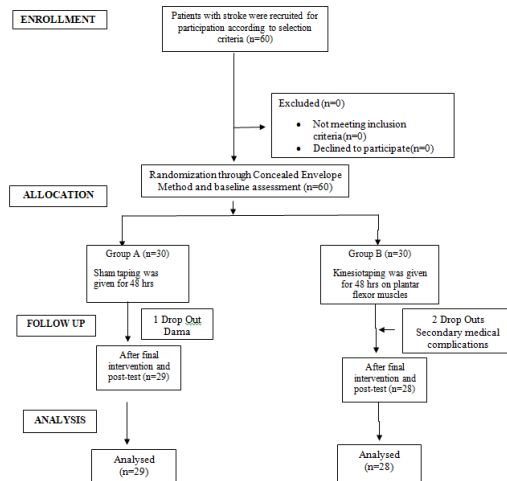 ENROLLMENT
Patients with stroke were recruited for
participation according to selection
criteria (n=60)
Excluded (n=0)
• Not meeting inclusion
criteria(n=0)
• Declined to participate(n=0)
Randomization through Concealed Envelope
Method and baseline assessment (n=60)
ALLOCATION
Group A (n=30)
Sham taping was
given for 48 hrs
Group B (n=30)
Kinesiotaping was given
for 48 hrs on plantar
flexor muscles
FOLLOW UP
1 Drop Out
Dama
2 Drop Outs
Secondary medical
complications
After final
intervention and
post-test (n=29)
After final
intervention and
post-test (n=28)
ANALYSIS
Analysed
(n=29)
Analysed
(n=28)